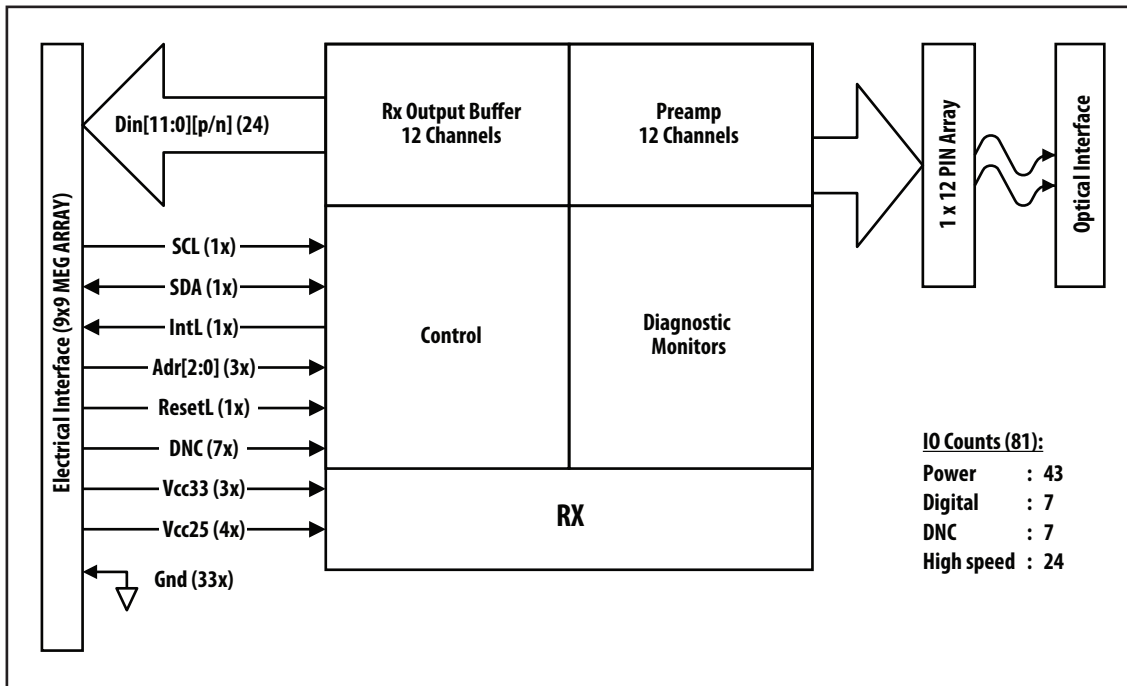 Electrical Interface (9x9 MEG ARRAY)
Din[11:0][p/n] (24)
SCL (1x)
SDA (1x)
IntL (1x)
Adr[2:0] (3x)
ResetL (1x)
DNC (7x)
Vcc33 (3x)
Vcc25 (4x)
Gnd (33x)
Rx Output Buffer
12 Channels
Preamp
12 Channels
Control
Diagnostic
Monitors
RX
1 x 12 PIN Array
Optical Interface
IO Counts (81):
Power : 43
Digital : 7
DNC : 7
High speed : 24